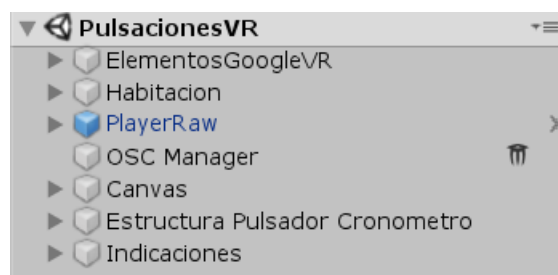 PulsacionesVR
ElementosGoogleVR
Habitacion
PlayerRaw
OSC Manager
Canvas
Estructura Pulsador Cronometro
Indicaciones